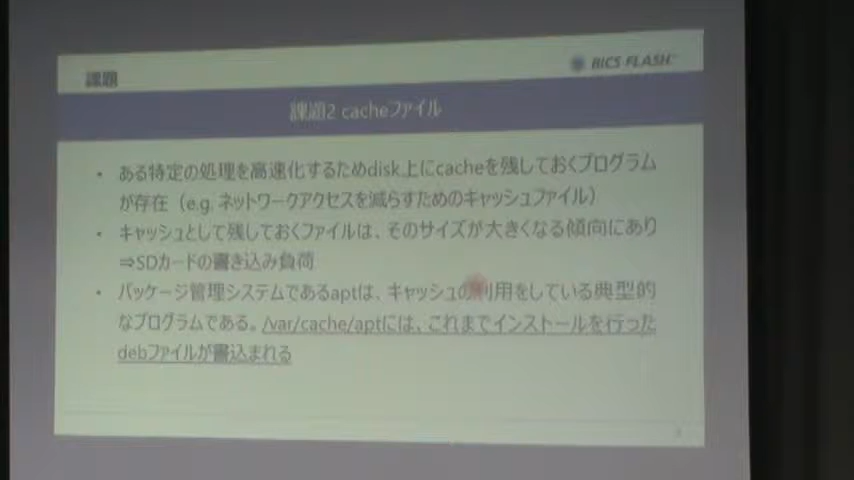 課題
BiCS FLASH
課題2 cacheファイル
• ある特定の処理を高速化するためdisk上にcacheを残しておくプログラム
が存在（e.g. ネットワークアクセスを減らすためのキャッシュファイル）
• キャッシュとして残しておくファイルは、そのサイズが大きくなる傾向にあり
⇒SDカードの書き込み負荷
• パッケージ管理システムであるaptは、キャッシュの利用をしている典型的
なプログラムである。/var/cache/aptには、これまでインストールを行った
debファイルが書込まれる